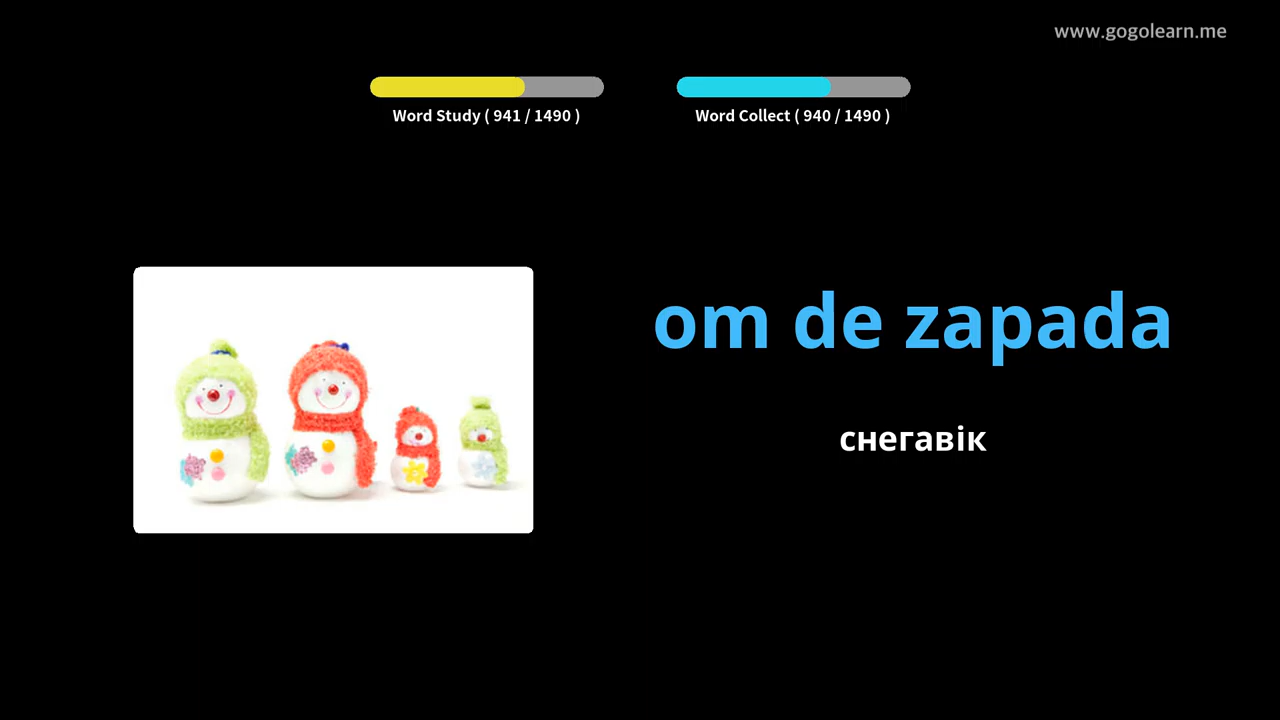 www.gogolearn.me
Word Study ( 941 / 1490 )
Word Collect ( 940 / 1490 )
om de zapada
снегавік